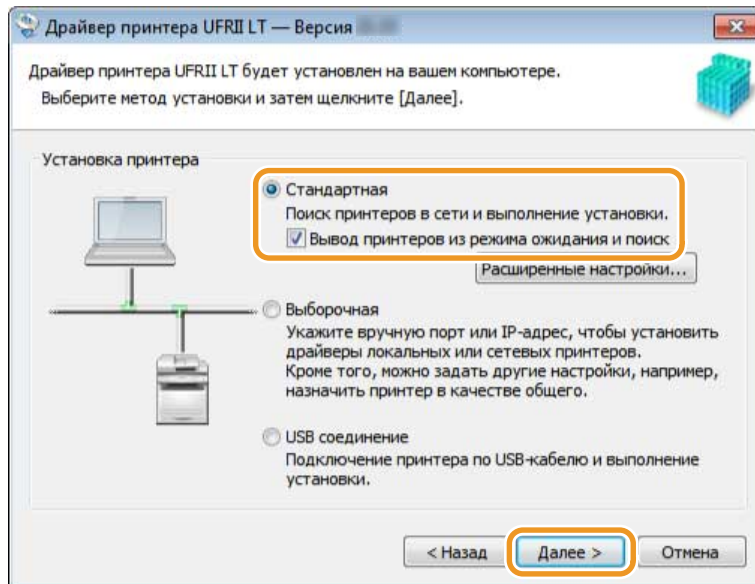 Драйвер принтера UFRII LT — Версия
Драйвер принтера UFRII LT будет установлен на вашем компьютере.
Выберите метод установки и затем щелкните [Далее].
Установка принтера
Стандартная
Поиск принтеров в сети и выполнение установки.
Вывод принтеров из режима ожидания и поиск
Расширенные настройки...
Выборочная
Укажите вручную порт или IP-адрес, чтобы установить
драйверы локальных или сетевых принтеров.
Кроме того, можно задать другие настройки, например,
назначить принтер в качестве общего.
USB соединение
Подключение принтера по USB-кабелю и выполнение
установки.
< Назад Далее > Отмена